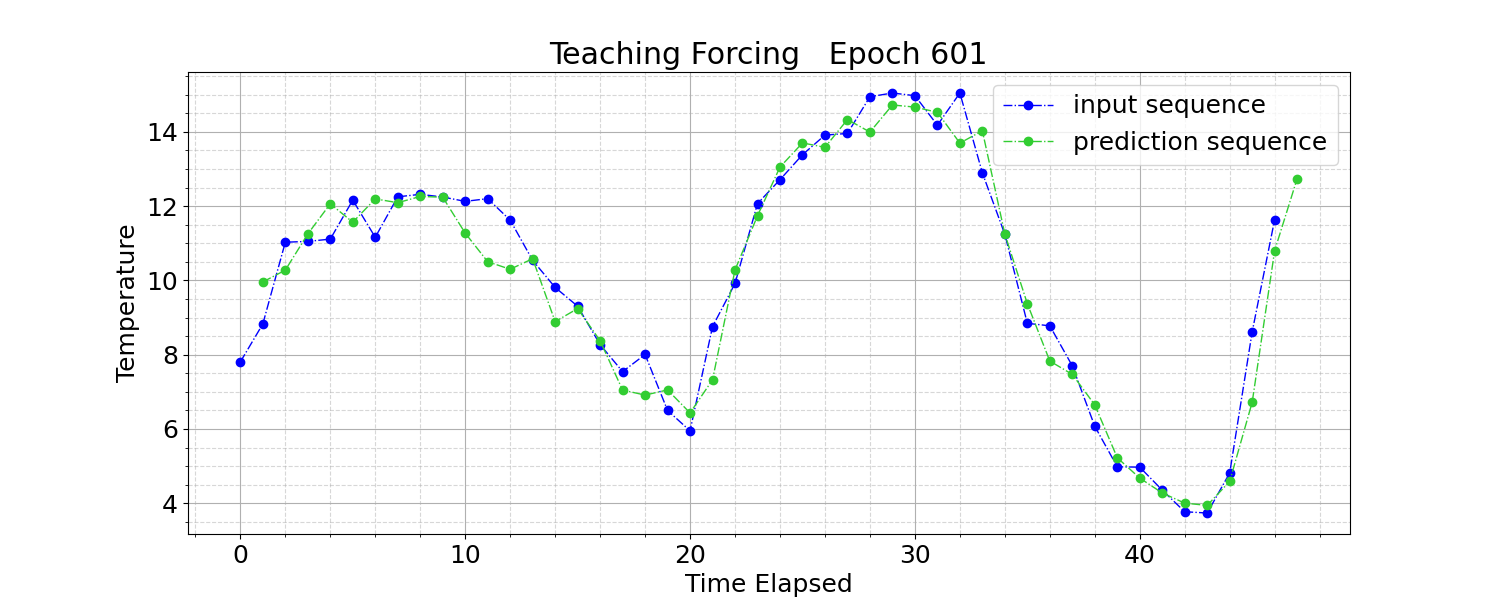 Teaching Forcing   Epoch 601
input sequence
prediction sequence
Temperature
14
12
10
8
6
4
0 10 20 30 40
Time Elapsed